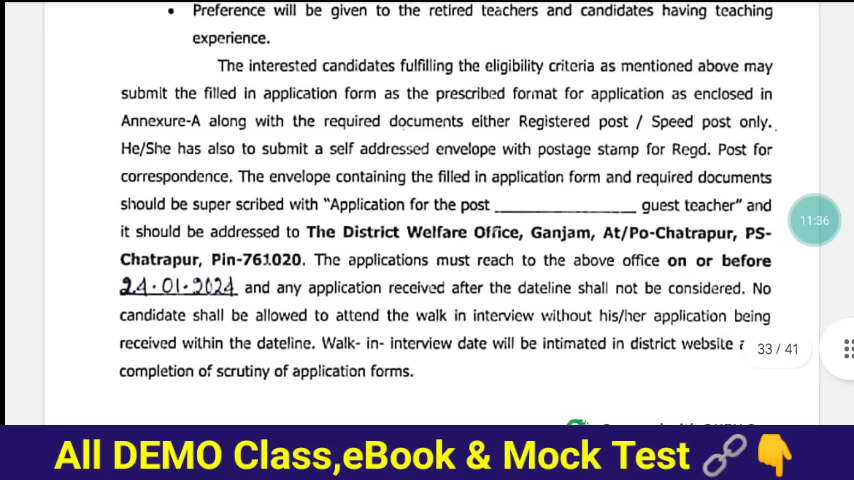 • Preference will be given to the retired teachers and candidates having teaching
experience.
The interested candidates fulfilling the eligibility criteria as mentioned above may
submit the filled in application form as the prescribed format for application as enclosed in
Annexure-A along with the required documents either Registered post / Speed post only.
He/She has also to submit a self addressed envelope with postage stamp for Regd. Post for
correspondence. The envelope containing the filled in application form and required documents
should be super scribed with “Application for the post ________________ guest teacher” and
it should be addressed to The District Welfare Office, Ganjam, At/Po-Chatrapur, PS-
Chatrapur, Pin-761020. The applications must reach to the above office on or before
24.01.2024 and any application received after the dateline shall not be considered. No
candidate shall be allowed to attend the walk in interview without his/her application being
received within the dateline. Walk- in- interview date will be intimated in district website
completion of scrutiny of application forms.
11:36
33 / 41
All DEMO Class,eBook & Mock Test 🔗👇